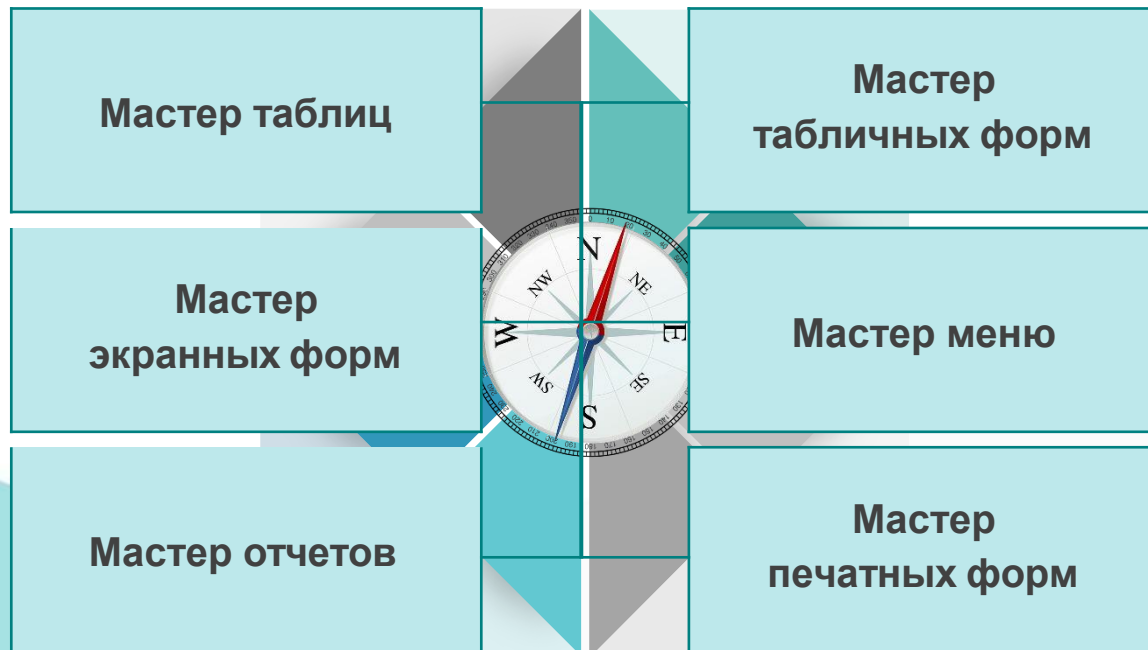 Мастер таблиц
Мастер
табличных форм
Мастер
экранных форм
Мастер меню
Мастер отчетов
Мастер
печатных форм
N
NW
NE
W
E
SW
SE
S